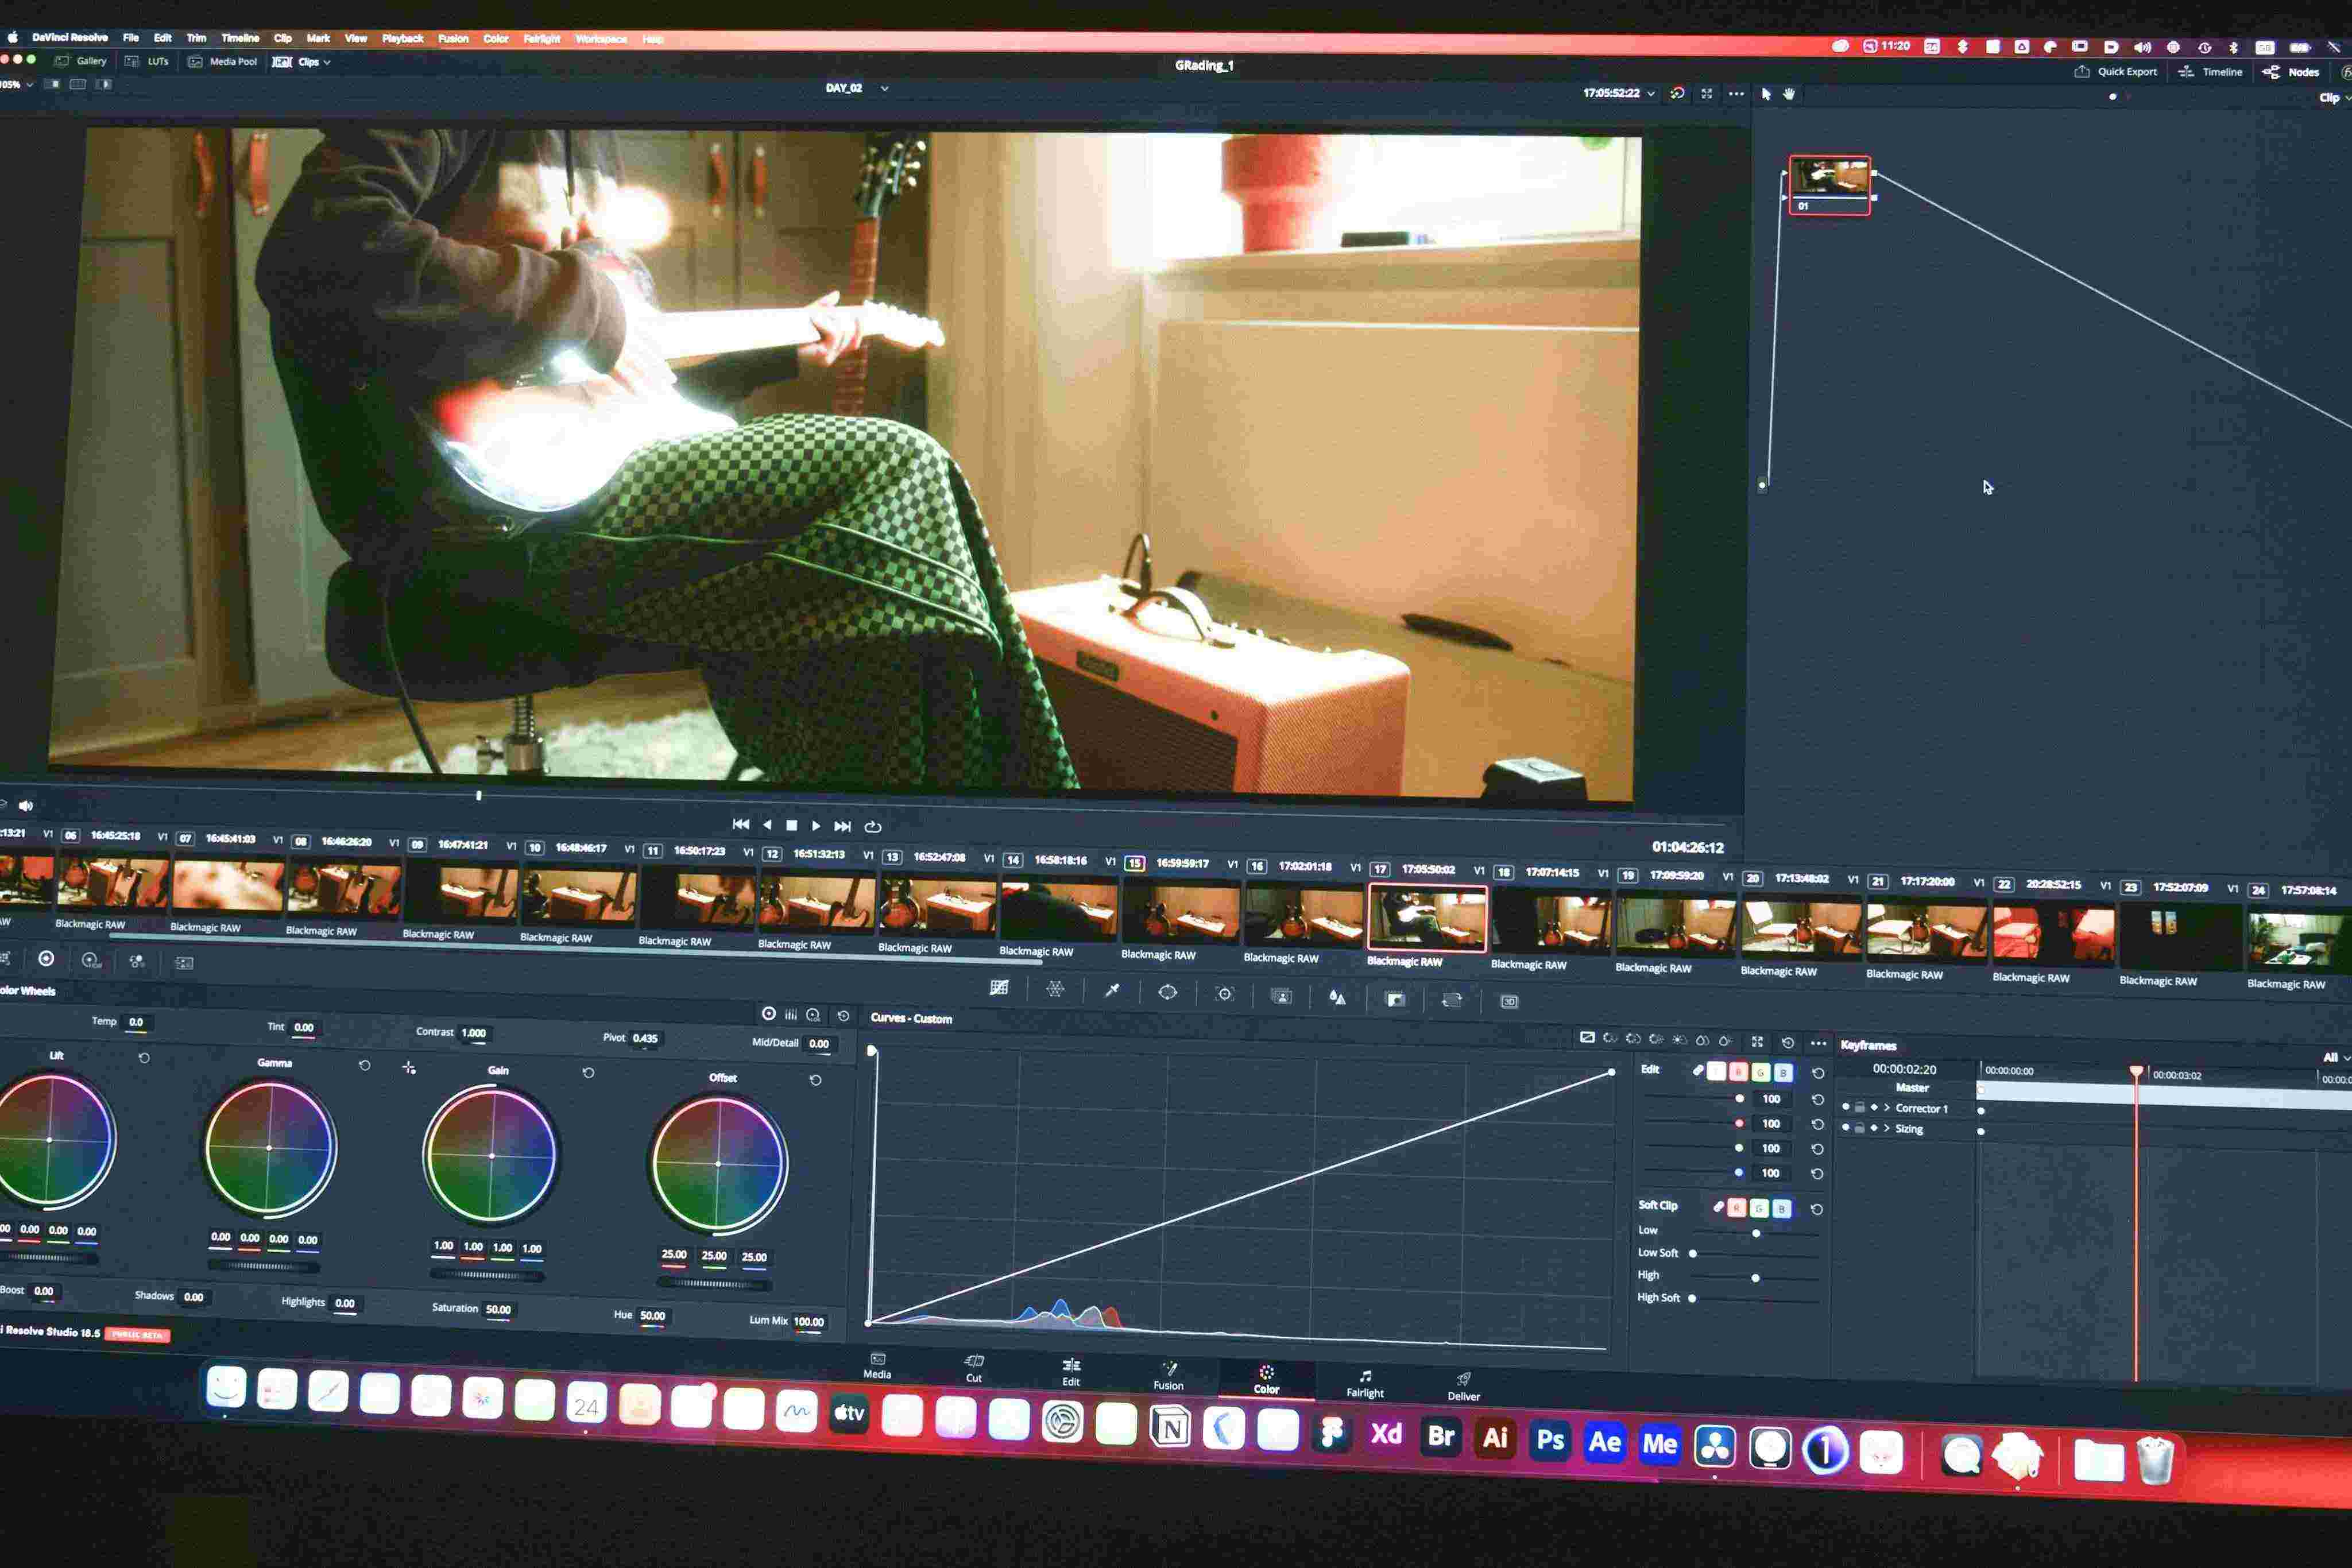 DaVinci Resolve File Edit Trim Timeline Clip Mark View Playback Fusion Color Fairlight Workspace Help 11:20
Gallery LUTs Media Pool Clips GRading_1 Quick Export Timeline Nodes
105% DAY_02 17:05:52:22 Clip
01
01:04:26:12
:13:21 V1 06 16:45:25:18 V1 07 16:45:41:03 V1 08 16:46:26:20 V1 09 16:47:41:21 V1 10 16:48:46:17 V1 11 16:50:17:23 V1 12 16:51:32:13 V1 13 16:52:47:08 V1 14 16:58:18:16 V1 15 16:59:59:17 V1 16 17:02:01:18 V1 17 17:05:50:02 V1 18 17:07:14:15 V1 19 17:09:59:20 V1 20 17:13:48:02 V1 21 17:17:20:00 V1 22 20:28:52:15 V1 23 17:52:07:09 V1 24 17:57:08:14
Blackmagic RAW Blackmagic RAW Blackmagic RAW Blackmagic RAW Blackmagic RAW Blackmagic RAW Blackmagic RAW Blackmagic RAW Blackmagic RAW Blackmagic RAW Blackmagic RAW Blackmagic RAW Blackmagic RAW Blackmagic RAW Blackmagic RAW Blackmagic RAW Blackmagic RAW Blackmagic RAW Blackmagic RAW
3D
olor Wheels
Temp 0.0 Tint 0.00 Contrast 1.000 Pivot 0.435 Mid/Detail 0.00
Lift Gamma Gain Offset
00 0.00 0.00 0.00 0.00 0.00 0.00 0.00 1.00 1.00 1.00 1.00 25.00 25.00 25.00
Boost 0.00 Shadows 0.00 Highlights 0.00 Saturation 50.00 Hue 50.00 Lum Mix 100.00
i Resolve Studio 18.5 PUBLIC BETA
Curves - Custom
Edit R G B
100
100
100
100
Soft Clip R G B
Low
Low Soft
High
High Soft
Keyframes All
00:00:02:20 00:00:00:00 00:00:03:02 00:00:0
Master
Corrector 1
Sizing
Media Cut Edit Fusion Color Fairlight Deliver
24 tv N Xd Br Ai Ps Ae Me 1